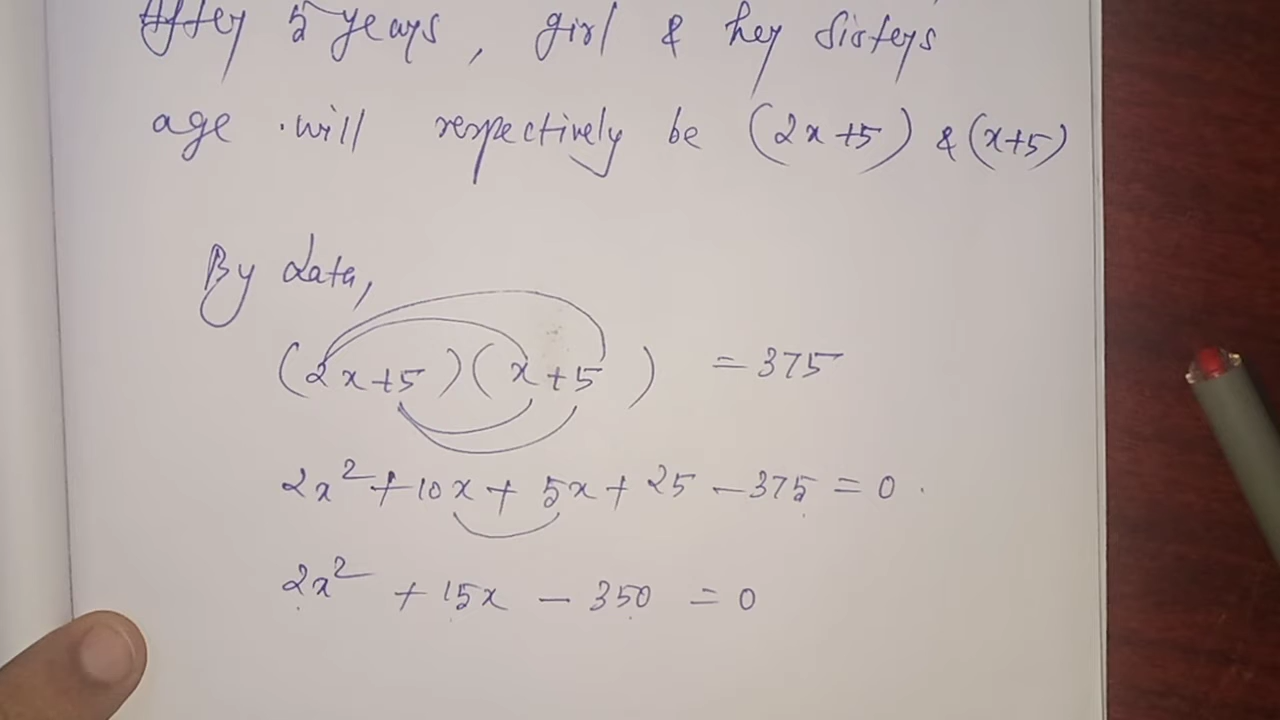 After 5 years, girl & her sisters
age will respectively be (2x+5) & (x+5)
By data,
(2x+5)(x+5) = 375
2x² + 10x + 5x + 25 - 375 = 0.
2x² + 15x - 350 = 0